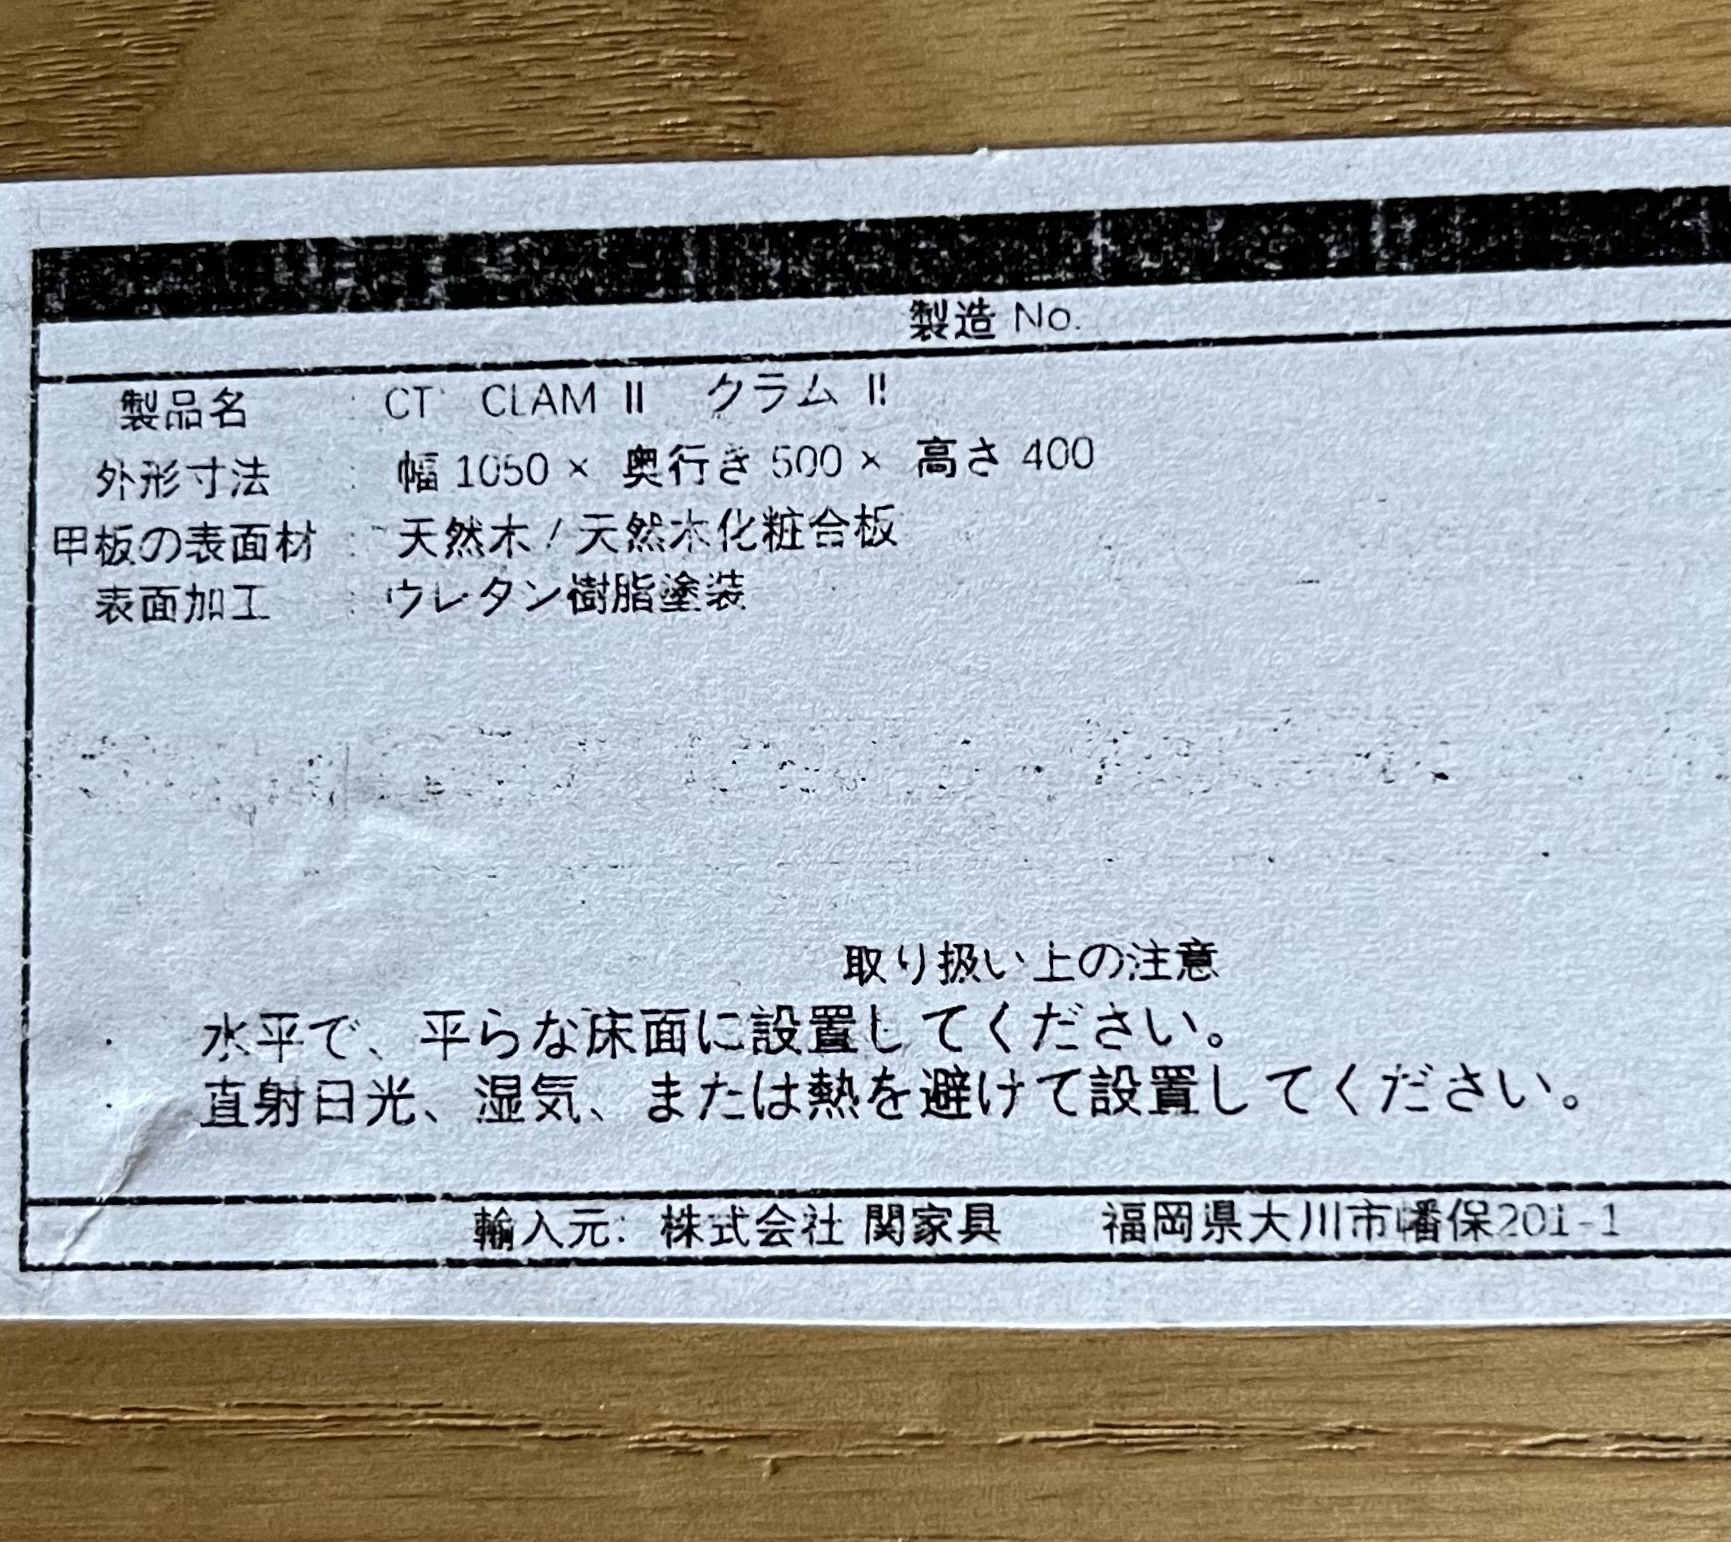 製造 No.
製品名 : CT CLAM II クラム II
外形寸法 : 幅 1050 × 奥行き 500 × 高さ 400
甲板の表面材 : 天然木 / 天然木化粧合板
表面加工 : ウレタン樹脂塗装
取り扱い上の注意
・ 水平で、平らな床面に設置してください。
・ 直射日光、湿気、または熱を避けて設置してください。
輸入元: 株式会社 関家具 福岡県大川市幡保201-1